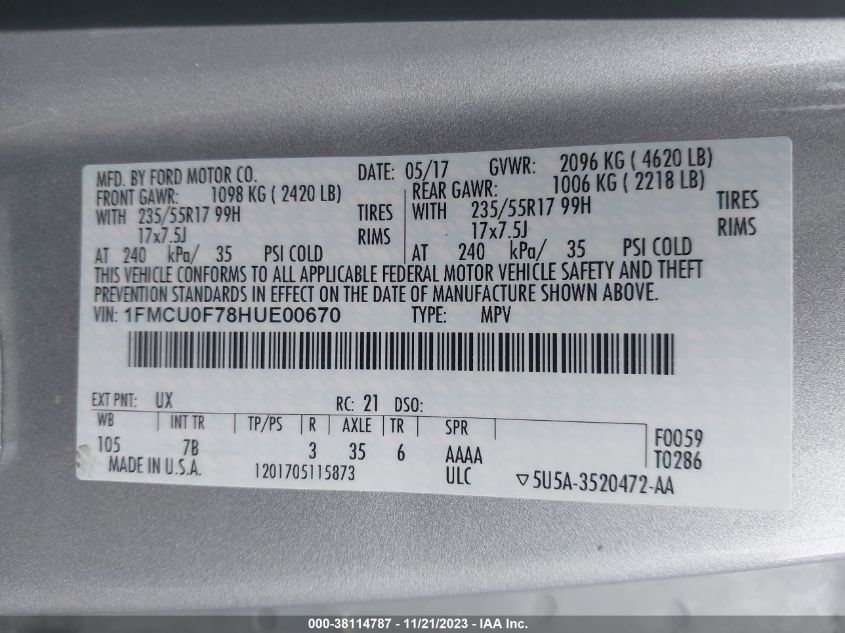 MFD. BY FORD MOTOR CO. DATE: 05/17 GVWR: 2096 KG ( 4620 LB)
FRONT GAWR: 1098 KG ( 2420 LB) REAR GAWR: 1006 KG ( 2218 LB)
WITH 235/55R17 99H TIRES WITH 235/55R17 99H TIRES
17x7.5J RIMS 17x7.5J RIMS
AT 240 kPa/ 35 PSI COLD AT 240 kPa/ 35 PSI COLD
THIS VEHICLE CONFORMS TO ALL APPLICABLE FEDERAL MOTOR VEHICLE SAFETY AND THEFT
PREVENTION STANDARDS IN EFFECT ON THE DATE OF MANUFACTURE SHOWN ABOVE.
VIN: 1FMCU0F78HUE00670 TYPE: MPV
EXT PNT: UX RC: 21 DSO:
WB INT TR TP/PS R AXLE TR SPR
105 7B 3 35 6 AAAA F0059
T0286
MADE IN U.S.A. 1201705115873 ULC ▽5U5A-3520472-AA
000-38114787 - 11/21/2023 - IAA Inc.